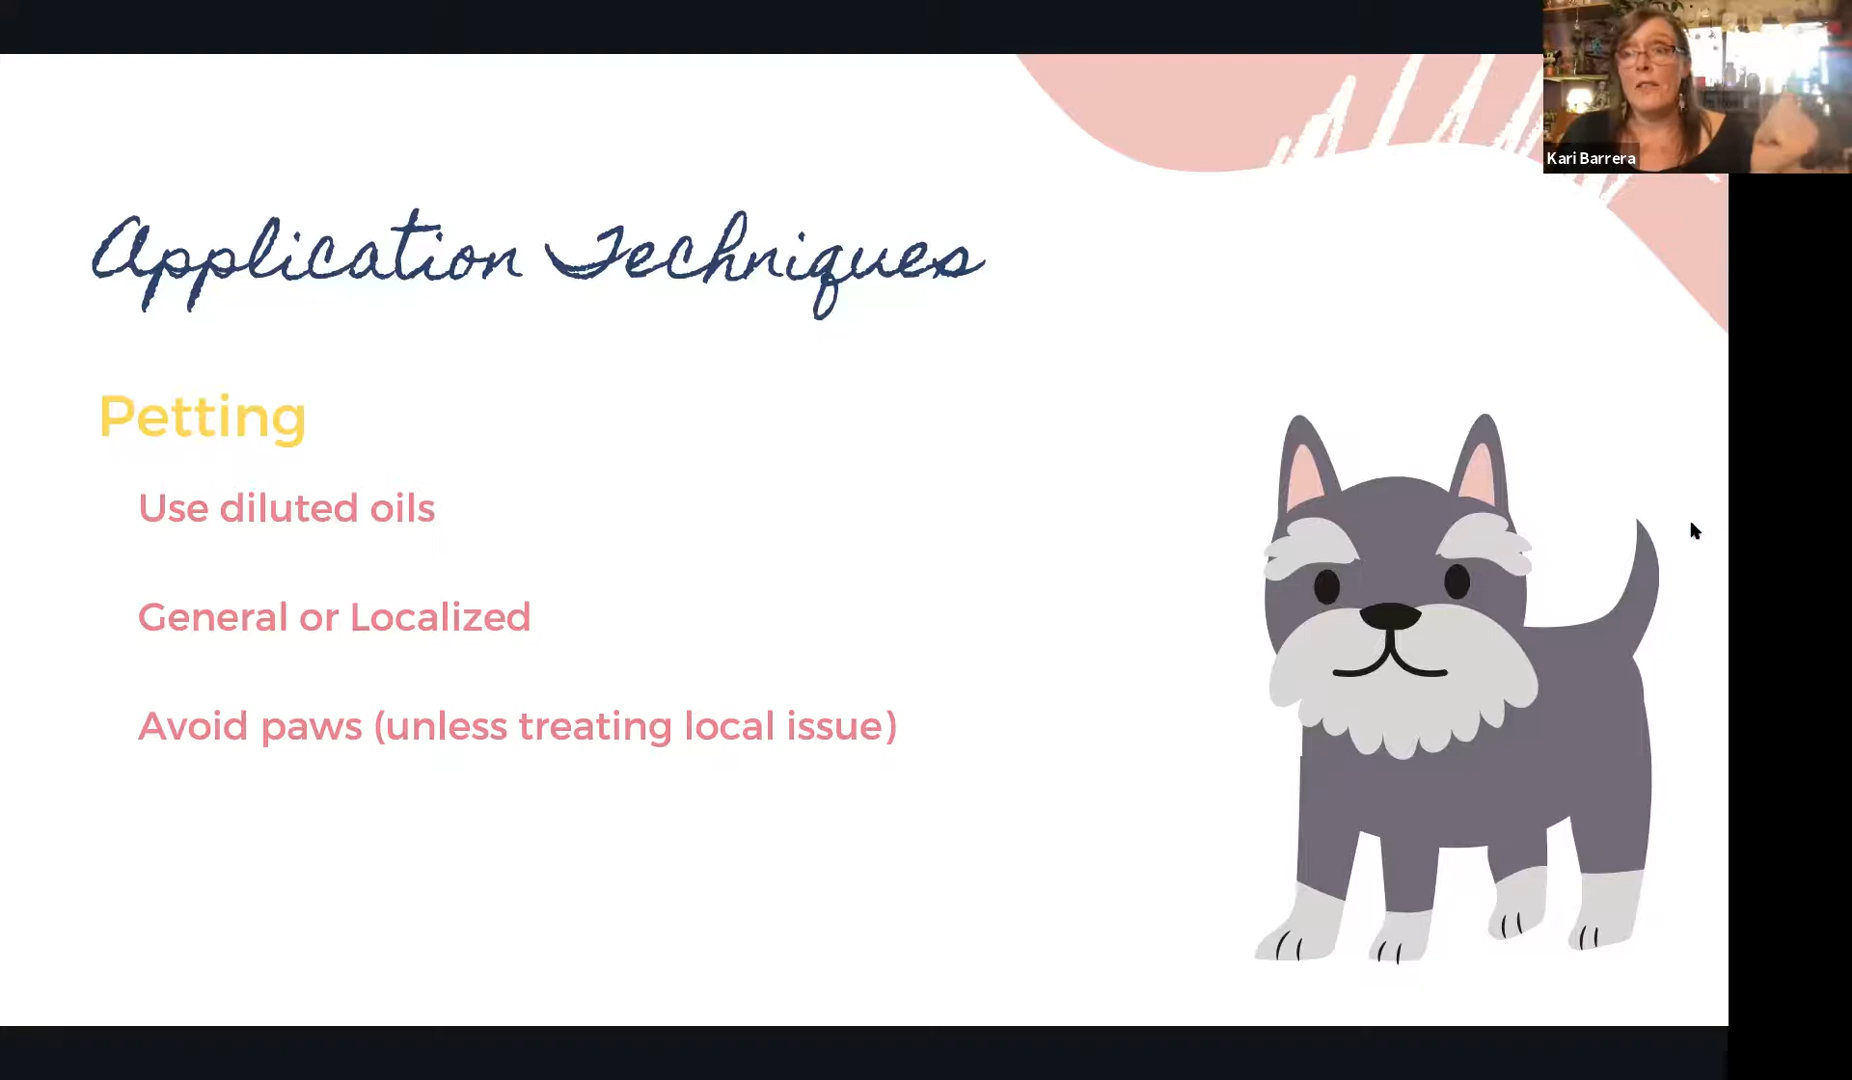 Application Techniques
Petting
Use diluted oils
General or Localized
Avoid paws (unless treating local issue)
Kari Barrera